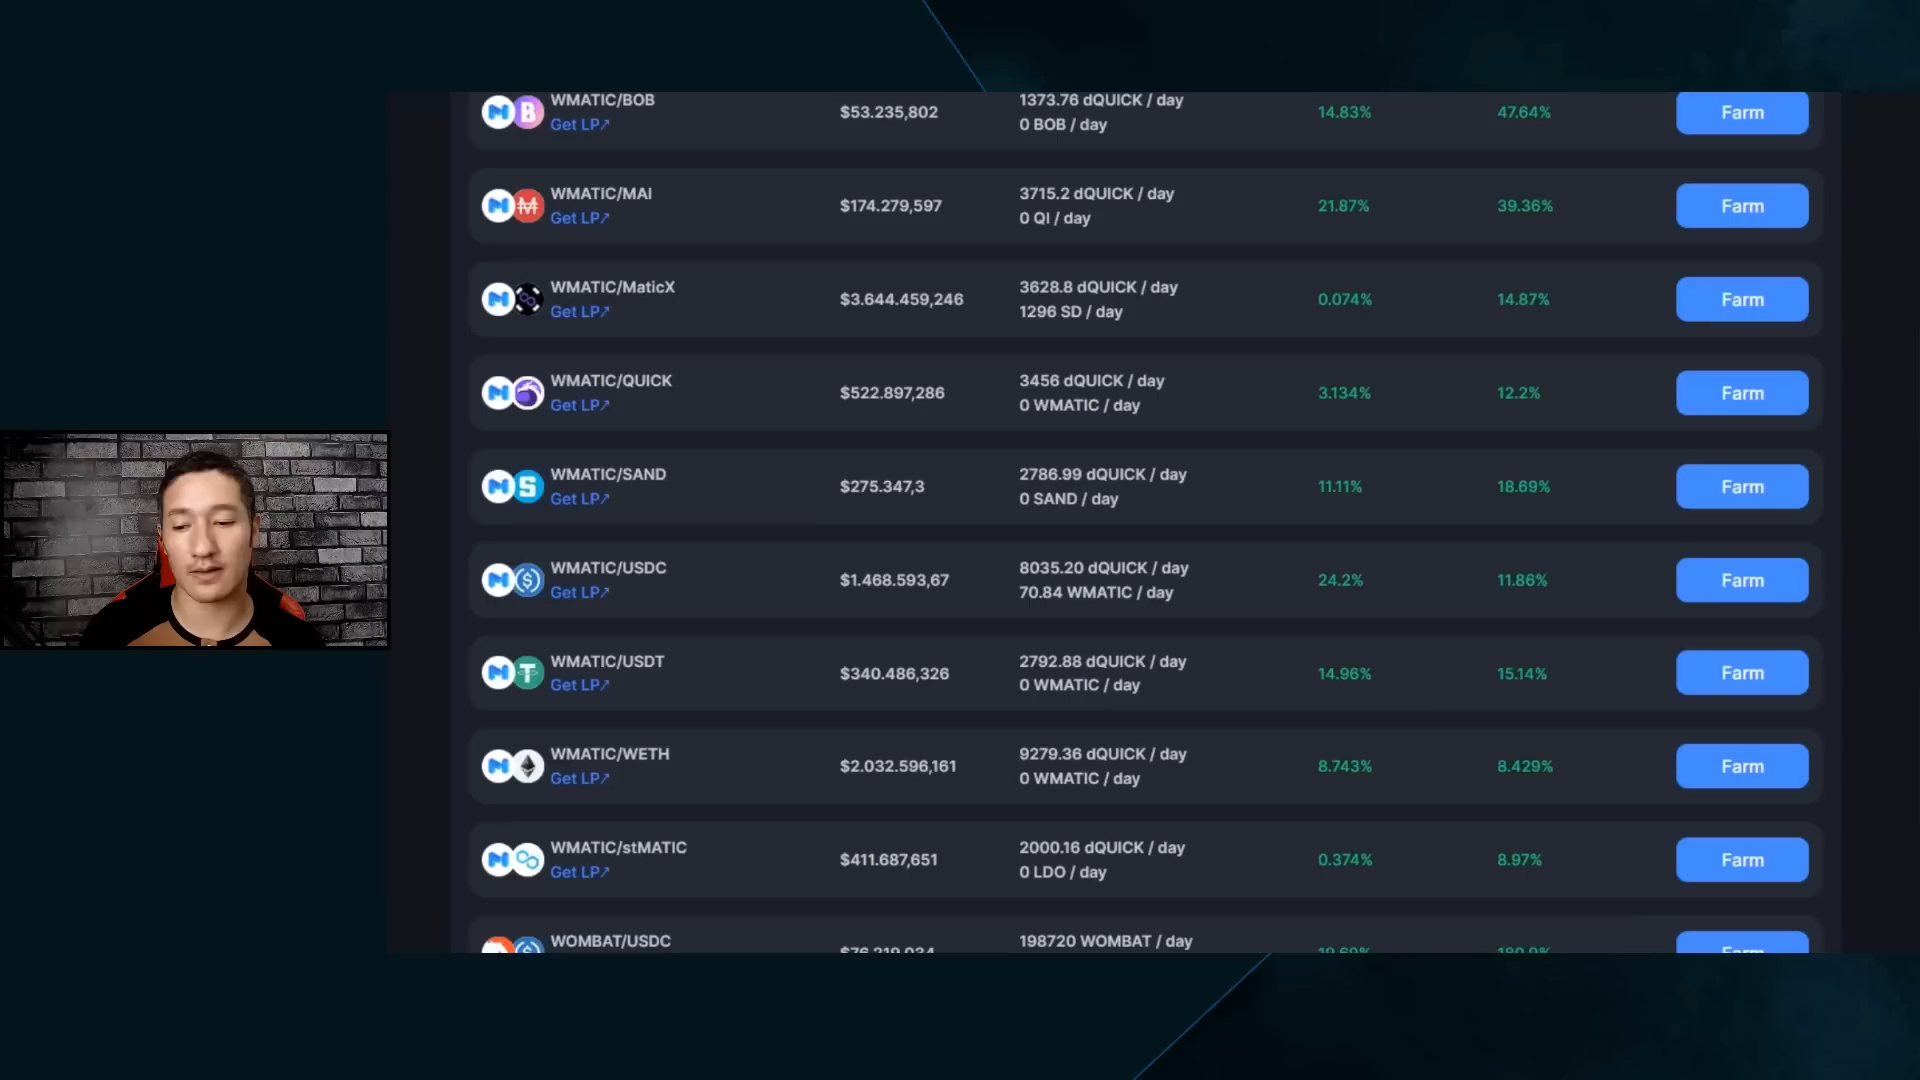 WMATIC/BOB
Get LP↗
$53.235,802
1373.76 dQUICK / day
0 BOB / day
14.83%
47.64%
Farm
WMATIC/MAI
Get LP↗
$174.279,597
3715.2 dQUICK / day
0 QI / day
21.87%
39.36%
Farm
WMATIC/MaticX
Get LP↗
$3.644.459,246
3628.8 dQUICK / day
1296 SD / day
0.074%
14.87%
Farm
WMATIC/QUICK
Get LP↗
$522.897,286
3456 dQUICK / day
0 WMATIC / day
3.134%
12.2%
Farm
WMATIC/SAND
Get LP↗
$275.347,3
2786.99 dQUICK / day
0 SAND / day
11.11%
18.69%
Farm
WMATIC/USDC
Get LP↗
$1.468.593,67
8035.20 dQUICK / day
70.84 WMATIC / day
24.2%
11.86%
Farm
WMATIC/USDT
Get LP↗
$340.486,326
2792.88 dQUICK / day
0 WMATIC / day
14.96%
15.14%
Farm
WMATIC/WETH
Get LP↗
$2.032.596,161
9279.36 dQUICK / day
0 WMATIC / day
8.743%
8.429%
Farm
WMATIC/stMATIC
Get LP↗
$411.687,651
2000.16 dQUICK / day
0 LDO / day
0.374%
8.97%
Farm
WOMBAT/USDC
198720 WOMBAT / day
Farm